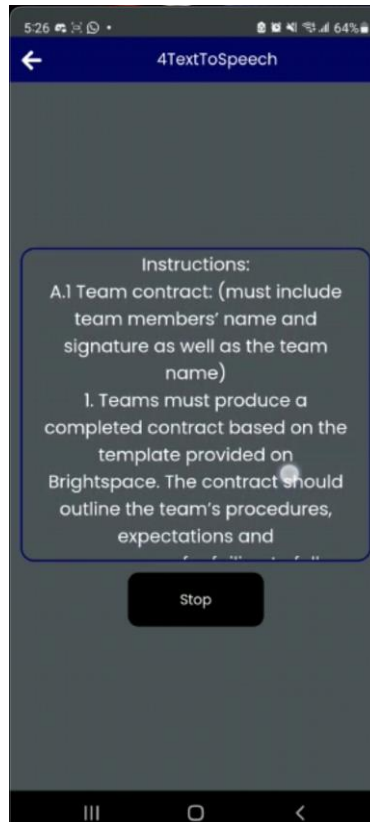 5:26
64%
4TextToSpeech
Instructions:
A.1 Team contract: (must include
team members' name and
signature as well as the team
name)
1. Teams must produce a
completed contract based on the
template provided on
Brightspace. The contract should
outline the team's procedures,
expectations and
Stop